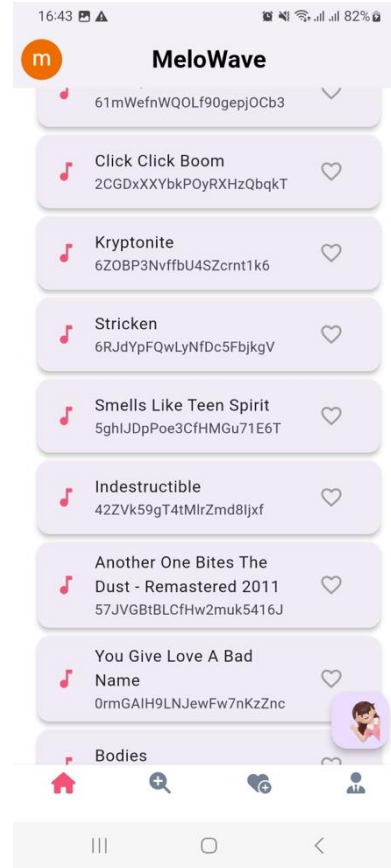 16:43
82%
m
MeloWave
61mWefnWQOLf90gepjOCb3
Click Click Boom
2CGDxXXYbkPOyRXHzQbqkT
Kryptonite
6ZOBP3NvffbU4SZcrnt1k6
Stricken
6RJdYpFQwLyNfDc5FbjkgV
Smells Like Teen Spirit
5ghIJDpPoe3CfHMGu71E6T
Indestructible
42ZVk59gT4tMlrZmd8Ijxf
Another One Bites The
Dust - Remastered 2011
57JVGBtBLCfHw2muk5416J
You Give Love A Bad
Name
0rmGAIH9LNJewFw7nKzZnc
Bodies